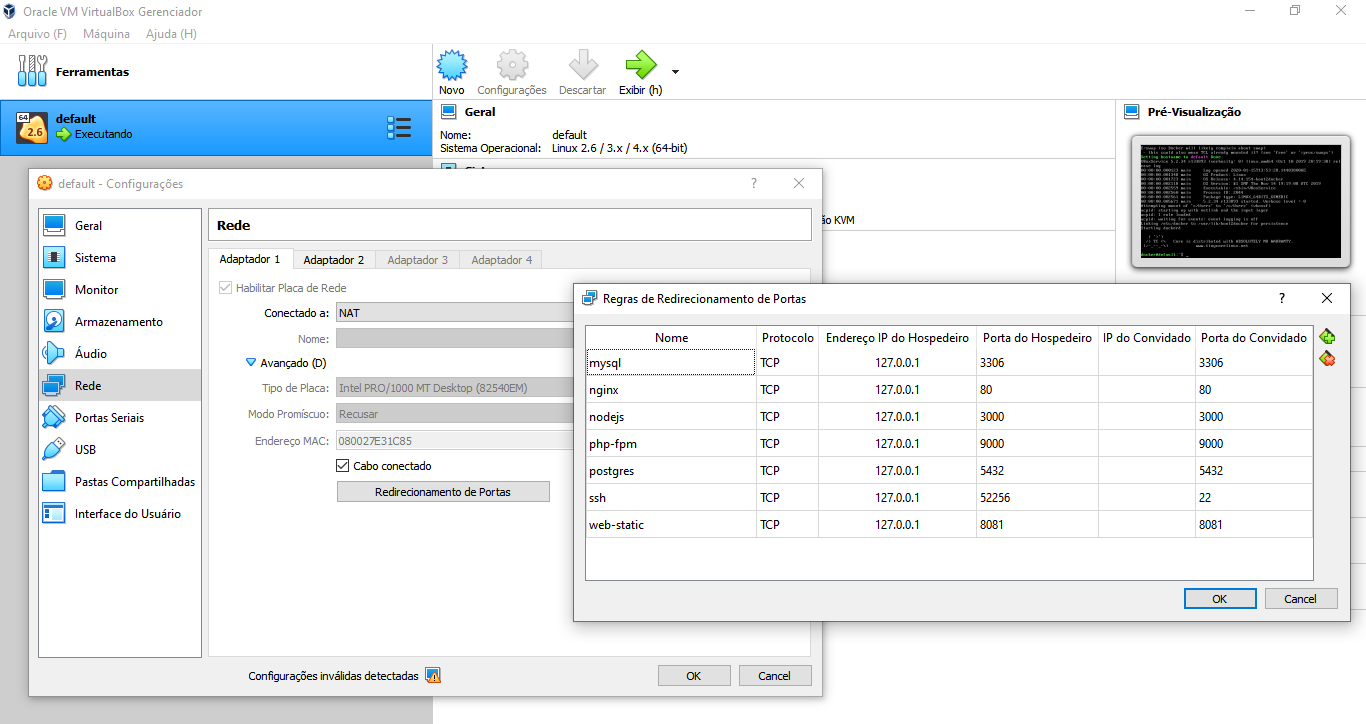 Oracle VM VirtualBox Gerenciador
Arquivo (F) Máquina Ajuda (H)
Ferramentas
Novo Configurações Descartar Exibir (h)
64
2.6
default
Executando
Geral
Nome: default
Sistema Operacional: Linux 2.6 / 3.x / 4.x (64-bit)
Pré-Visualização
ão KVM
default - Configurações ?
Geral
Sistema
Monitor
Armazenamento
Áudio
Rede
Portas Seriais
USB
Pastas Compartilhadas
Interface do Usuário
Rede
Adaptador 1 Adaptador 2 Adaptador 3 Adaptador 4
Habilitar Placa de Rede
Conectado a: NAT
Nome:
Avançado (D)
Tipo de Placa: Intel PRO/1000 MT Desktop (82540EM)
Modo Promíscuo: Recusar
Endereço MAC: 080027E31C85
Cabo conectado
Redirecionamento de Portas
Configurações inválidas detectadas
OK Cancel
Regras de Redirecionamento de Portas ?
Nome Protocolo Endereço IP do Hospedeiro Porta do Hospedeiro IP do Convidado Porta do Convidado
mysql TCP 127.0.0.1 3306 3306
nginx TCP 127.0.0.1 80 80
nodejs TCP 127.0.0.1 3000 3000
php-fpm TCP 127.0.0.1 9000 9000
postgres TCP 127.0.0.1 5432 5432
ssh TCP 127.0.0.1 52256 22
web-static TCP 127.0.0.1 8081 8081
OK Cancel